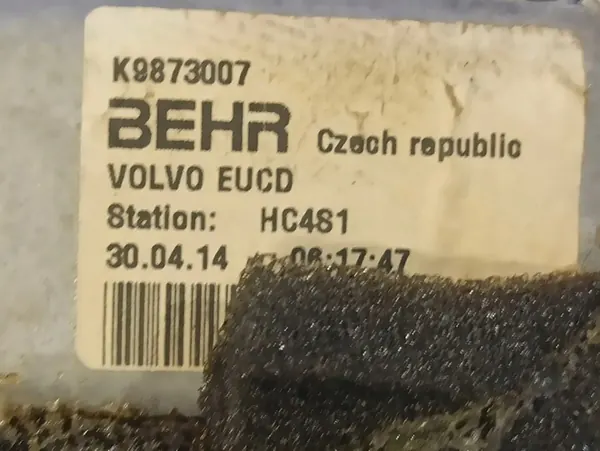 K9873007
BEHR Czech republic
VOLVO EUCD
Station: HC481
30.04.14 06:17:47